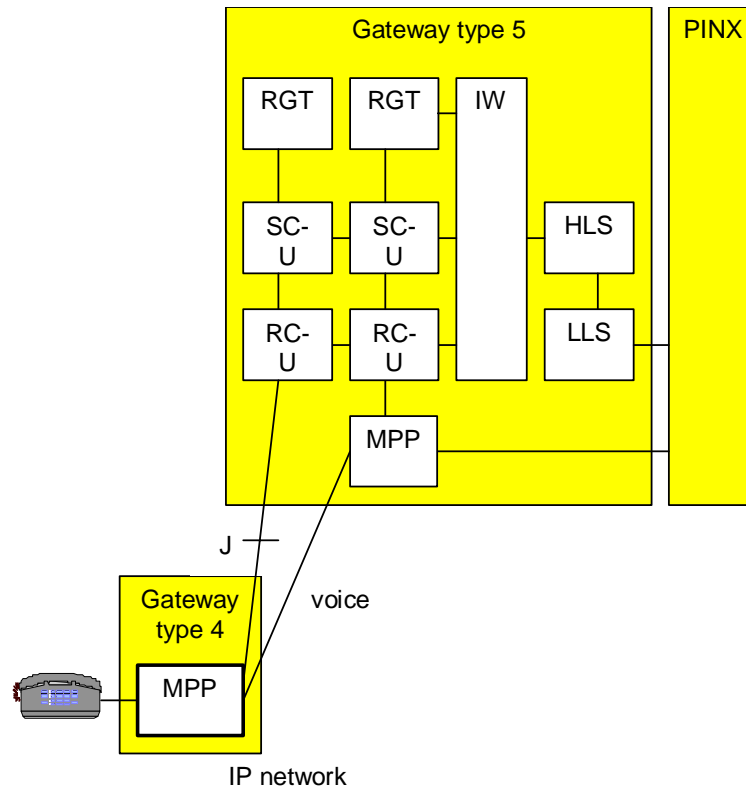 Gateway type 5
PINX
RGT
RGT
IW
SC-
U
SC-
U
HLS
RC-
U
RC-
U
LLS
MPP
J
voice
Gateway
type 4
MPP
IP network